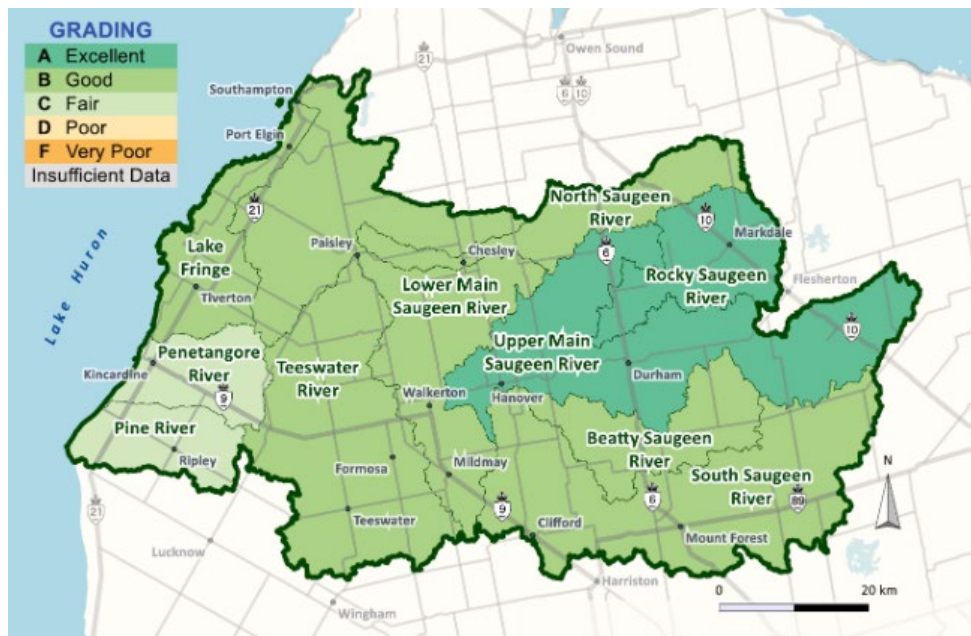 GRADING
A Excellent
B Good
C Fair
D Poor
F Very Poor
Insufficient Data
21
Owen Sound
6
10
Southampton
Port Elgin
21
North Saugeen
River
10
Markdale
Paisley
6
Chesley
Lake
Fringe
Lake Huron
Lower Main
Saugeen River
Rocky Saugeen
River
Flesherton
Tiverton
10
Penetangore
River
Upper Main
Saugeen River
Teeswater
River
Kincardine
9
Durham
Walkerton
Hanover
Pine River
Beatty Saugeen
River
Ripley
Formosa
Mildmay
South Saugeen
River
N
21
9
6
89
Teeswater
Clifford
Mount Forest
Lucknow
Harriston
Wingham
0
20 km